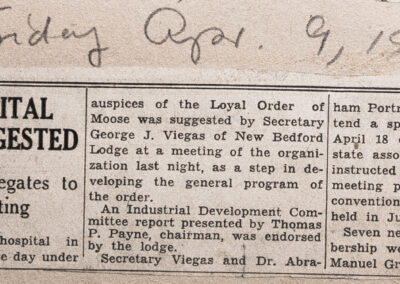 Friday Apr. 9, 19
ITAL
GESTED
egates to
ting
hospital in
e day under
auspices of the Loyal Order of
Moose was suggested by Secretary
George J. Viegas of New Bedford
Lodge at a meeting of the organi-
zation last night, as a step in de-
veloping the general program of
the order.
An Industrial Development Com-
mittee report presented by Thomas
P. Payne, chairman, was endorsed
by the lodge.
Secretary Viegas and Dr. Abra-
ham Portn
tend a sp
April 18 o
state asso
instructed
meeting p
convention
held in Ju
Seven ne
bership we
Manuel Gr